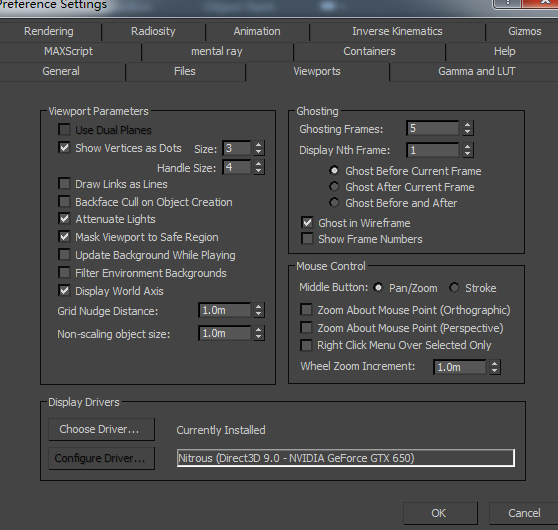 Preference Settings
Rendering Radiosity Animation Inverse Kinematics Gizmos
MAXScript mental ray Containers Help
General Files Viewports Gamma and LUT
Viewport Parameters
Use Dual Planes
Show Vertices as Dots Size: 3
Handle Size: 4
Draw Links as Lines
Backface Cull on Object Creation
Attenuate Lights
Mask Viewport to Safe Region
Update Background While Playing
Filter Environment Backgrounds
Display World Axis
Grid Nudge Distance: 1.0m
Non-scaling object size: 1.0m
Ghosting
Ghosting Frames: 5
Display Nth Frame: 1
Ghost Before Current Frame
Ghost After Current Frame
Ghost Before and After
Ghost in Wireframe
Show Frame Numbers
Mouse Control
Middle Button: Pan/Zoom Stroke
Zoom About Mouse Point (Orthographic)
Zoom About Mouse Point (Perspective)
Right Click Menu Over Selected Only
Wheel Zoom Increment: 1.0m
Display Drivers
Choose Driver... Currently Installed
Configure Driver... Nitrous (Direct3D 9.0 - NVIDIA GeForce GTX 650)
OK Cancel